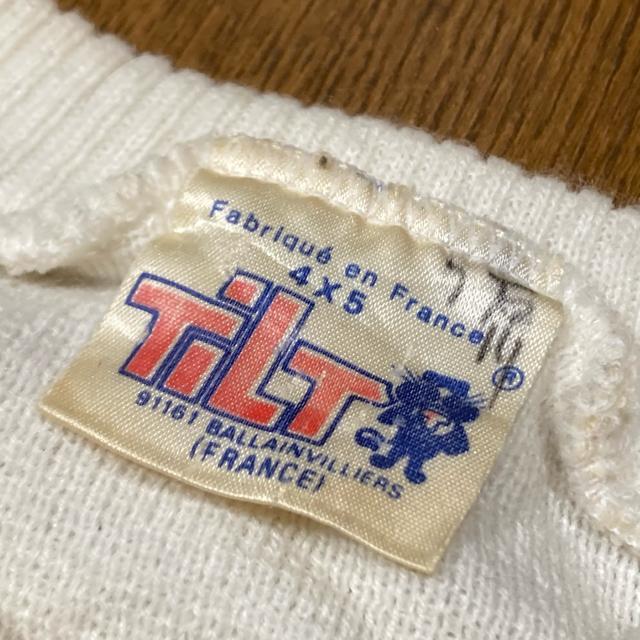 Fabriqué en France
4X5
TiLT
®
91161 BALLAINVILLIERS
(FRANCE)